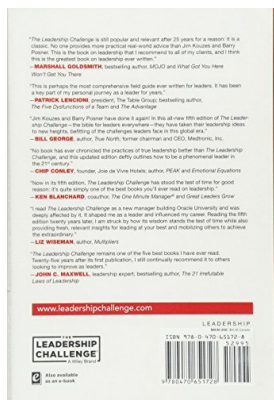 "The Leadership Challenge is still popular and relevant after 25 years for a reason: it is a
classic. No one provides more practical real-world advice than Jim Kouzes and Barry
Posner. This is the book on leadership that I recommend to all of my clients, and I think
this is the greatest book on leadership ever written."
—MARSHALL GOLDSMITH, bestselling author, MOJO and What Got You Here
Won't Get You There
"This is perhaps the most comprehensive field guide ever written for leaders. It has been
a key part of my personal journey as a leader for years."
—PATRICK LENCIONI, president, The Table Group; bestselling author,
The Five Dysfunctions of a Team and The Advantage
"Jim Kouzes and Barry Posner have done it again! In this all-new fifth edition of The Leader-
ship Challenge—the bible for leaders everywhere—they have taken their leadership ideas
to new heights, befitting of the challenges leaders face in this global era."
—BILL GEORGE, author, True North; former chairman and CEO, Medtronic, Inc.
"No book has ever chronicled the practices of true leadership better than The Leadership
Challenge, and this updated edition deftly outlines how to be a phenomenal leader in
the 21st century."
—CHIP CONLEY, founder, Joie de Vivre Hotels, author, PEAK and Emotional Equations
"Now in its fifth edition, The Leadership Challenge has stood the test of time for good
reason: it's quite simply one of the best books you'll ever read on leadership."
—KEN BLANCHARD, coauthor, The One Minute Manager® and Great Leaders Grow
"I read The Leadership Challenge as a new manager building Oracle University and was
deeply affected by it. It shaped me as a leader and influenced my career. Reading the fifth
edition twenty years later, I am struck by how its wisdom stands the test of time while also
providing fresh, relevant insights for leading at your best and mobilizing others to achieve
the extraordinary."
—LIZ WISEMAN, author, Multipliers
"The Leadership Challenge remains one of the five best books I have ever read.
Twenty-five years after its first publication, I still continually recommend it to others
looking to improve as leaders."
—JOHN C. MAXWELL, leadership expert; bestselling author, The 21 Irrefutable
Laws of Leadership
www.leadershipchallenge.com
LEADERSHIP
THE
LEADERSHIP
CHALLENGE
A Wiley Brand
Also available
as an e-book
ISBN 978-0-470-65172-8
52995
9 780470 651728